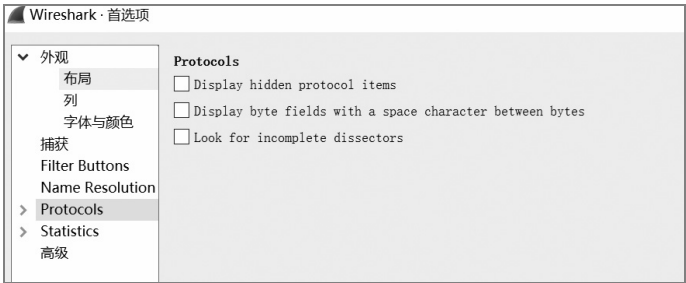 Wireshark · 首选项
外观
布局
列
字体与颜色
捕获
Filter Buttons
Name Resolution
Protocols
Statistics
高级
Protocols
Display hidden protocol items
Display byte fields with a space character between bytes
Look for incomplete dissectors